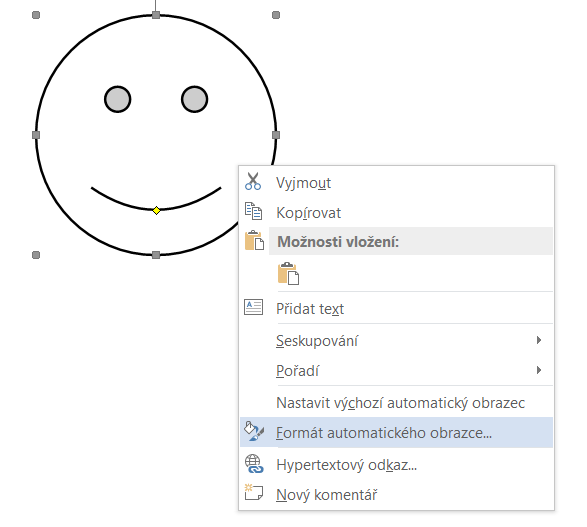 Vyjmout
Kopírovat
Možnosti vložení:
Přidat text
Seskupování
Pořadí
Nastavit výchozí automatický obrazec
Formát automatického obrazce...
Hypertextový odkaz...
Nový komentář